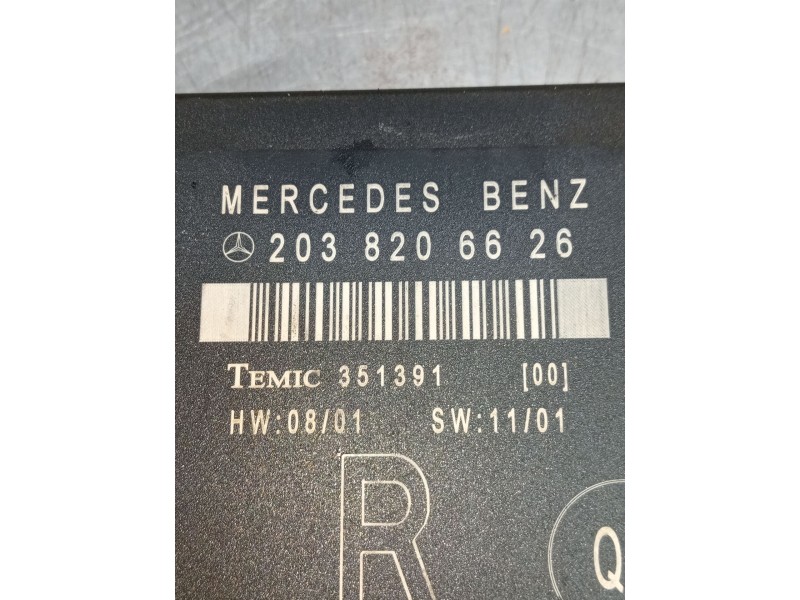 MERCEDES BENZ
203 820 66 26
TEMIC 351391 [00]
HW:08/01 SW:11/01
R
Q